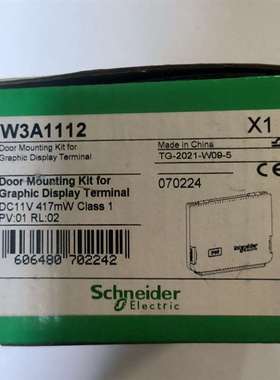 W3A1112
X1
Door Mounting Kit for
Graphic Display Terminal
Made in China
TG-2021-W09-5
Door Mounting Kit for
Graphic Display Terminal
DC11V 417mW Class 1
PV:01 RL:02
070224
606480 702242
Schneider
Electric